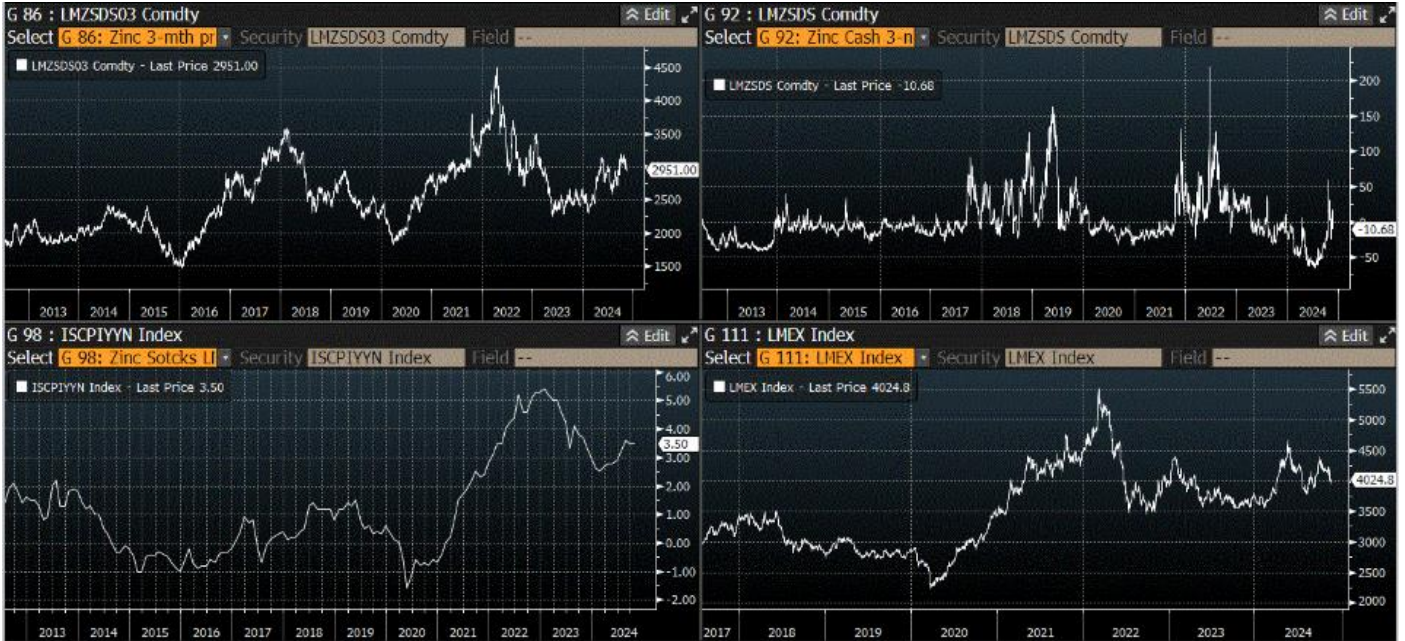 G 86 : LMZSDS03 Comdty
Edit
Select G 86: Zinc 3-mth pr Security LMZSDS03 Comdty Field --
LMZSDS03 Comdty - Last Price 2951.00
4500
4000
3500
3000
2951.00
2500
2000
1500
2013 2014 2015 2016 2017 2018 2019 2020 2021 2022 2023 2024
G 92 : LMZSDS Comdty
Edit
Select G 92: Zinc Cash 3-n Security LMZSDS Comdty Field --
LMZSDS Comdty - Last Price -10.68
200
150
100
50
0
-10.68
-50
2013 2014 2015 2016 2017 2018 2019 2020 2021 2022 2023 2024
G 98 : ISCPIYYN Index
Edit
Select G 98: Zinc Sotcks LI Security ISCPIYYN Index Field --
ISCPIYYN Index - Last Price 3.50
6.00
5.00
4.00
3.50
3.00
2.00
1.00
0.00
-1.00
-2.00
2013 2014 2015 2016 2017 2018 2019 2020 2021 2022 2023 2024
G 111 : LMEX Index
Edit
Select G 111: LMEX Index Security LMEX Index Field --
LMEX Index - Last Price 4024.8
5500
5000
4500
4024.8
3500
3000
2500
2000
2017 2018 2019 2020 2021 2022 2023 2024